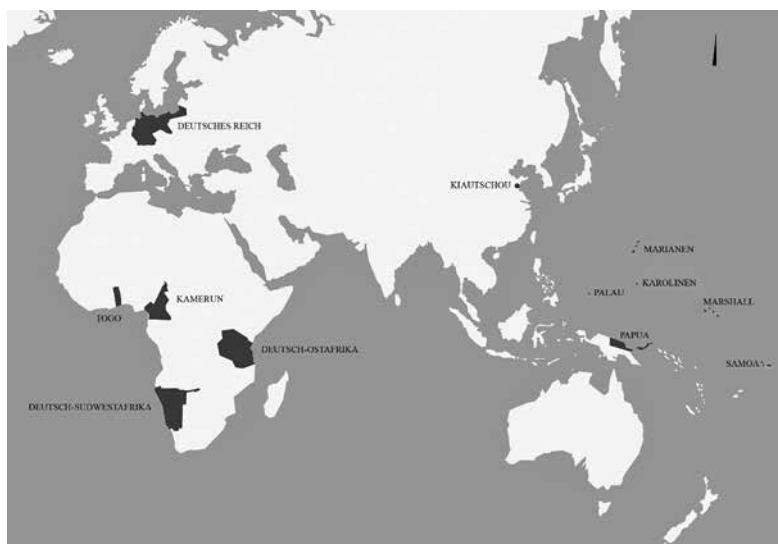 DEUTSCHES REICH
KIAUTSCHOU
MARIANEN
KAROLINEN
PALAU
MARSHALL
KAMERUN
TOGO
PAPUA
DEUTSCH-OSTAFRIKA
SAMOA
DEUTSCH-SUDWESTAFRIKA